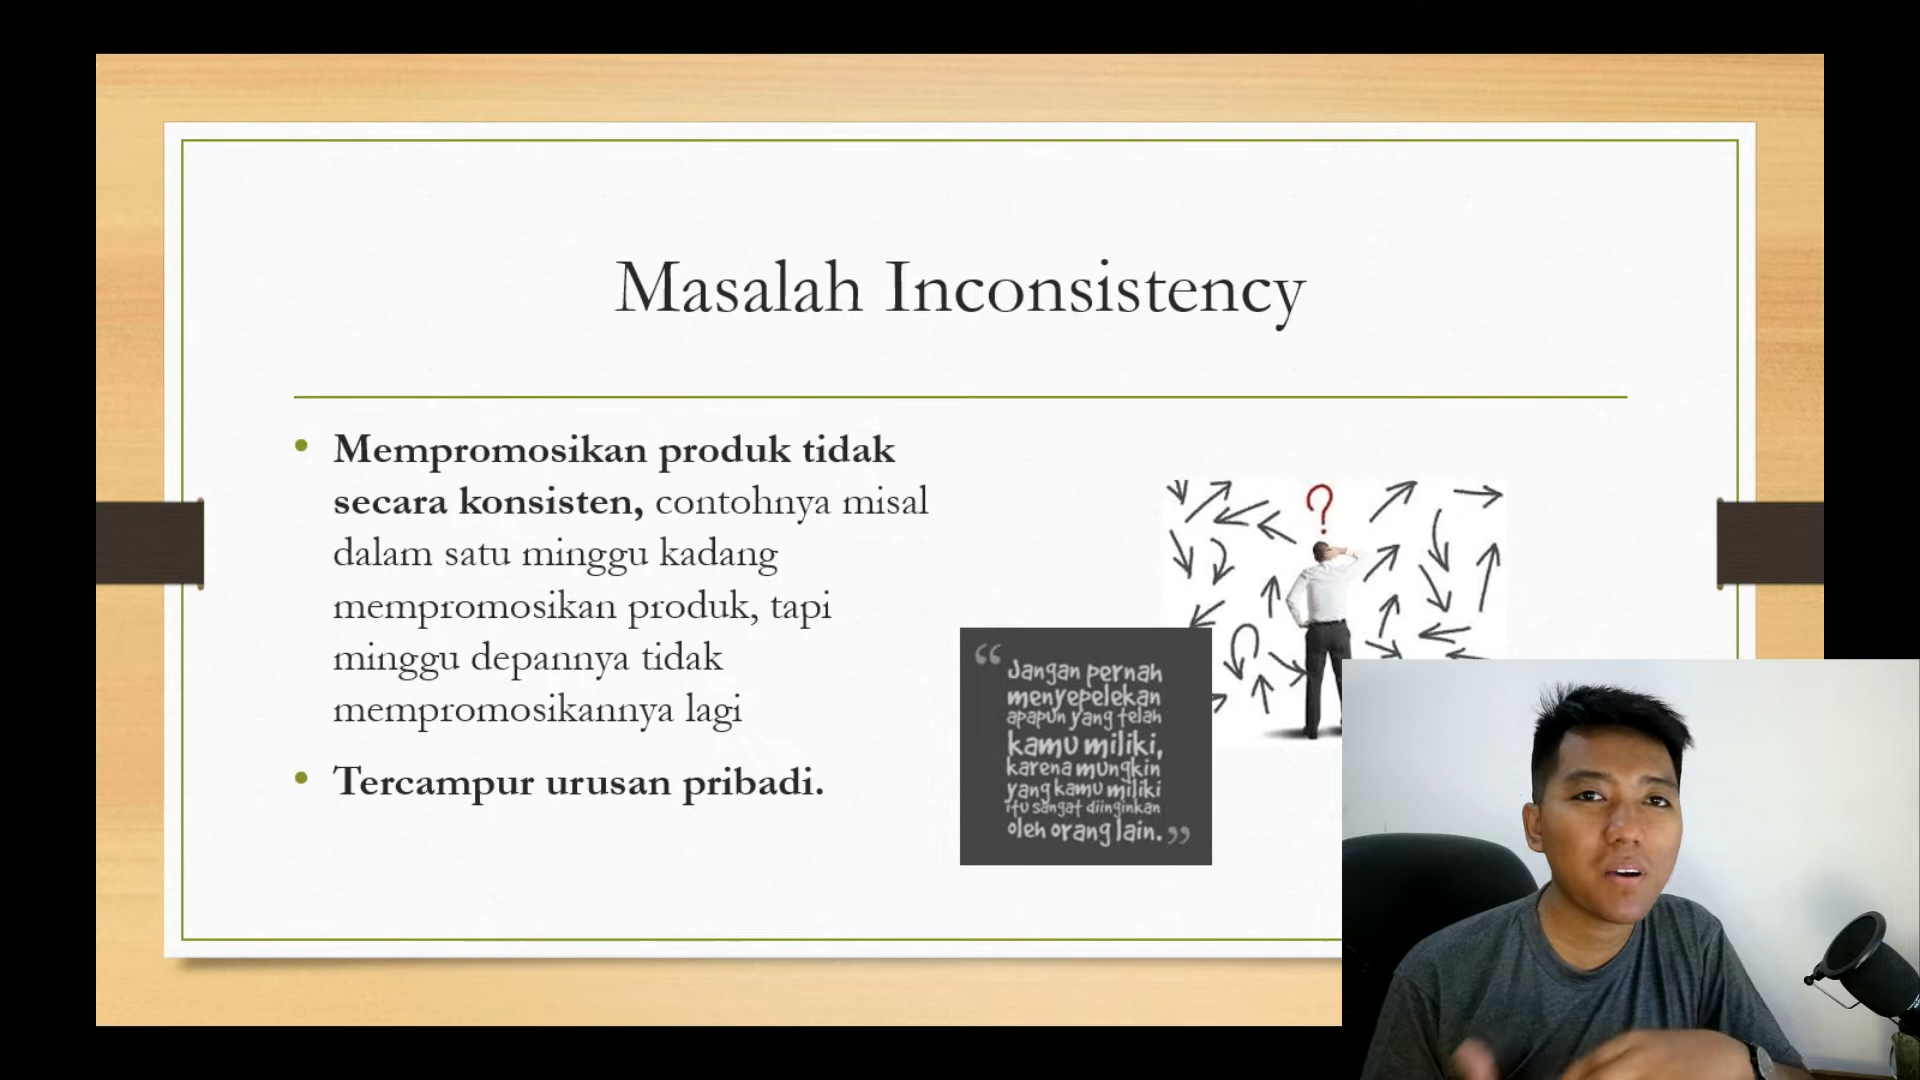 Masalah Inconsistency
• Mempromosikan produk tidak
secara konsisten, contohnya misal
dalam satu minggu kadang
mempromosikan produk, tapi
minggu depannya tidak
mempromosikannya lagi
• Tercampur urusan pribadi.
?
“ Jangan pernah
menyepelekan
apapun yang telah
kamu miliki,
karena mungkin
yang kamu miliki
itu sangat diinginkan
oleh orang lain. ”